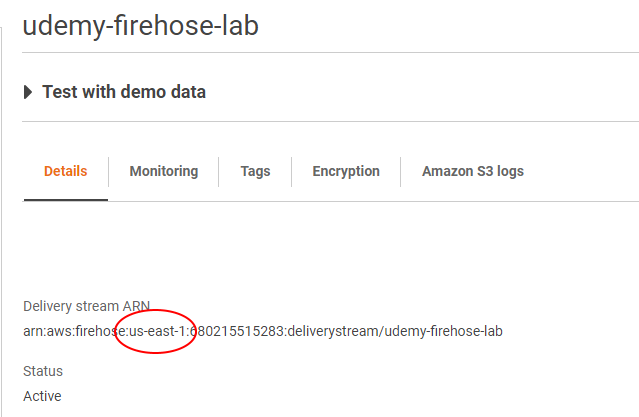 udemy-firehose-lab
Test with demo data
Details Monitoring Tags Encryption Amazon S3 logs
Delivery stream ARN
arn:aws:firehose:us-east-1:680215515283:deliverystream/udemy-firehose-lab
Status
Active